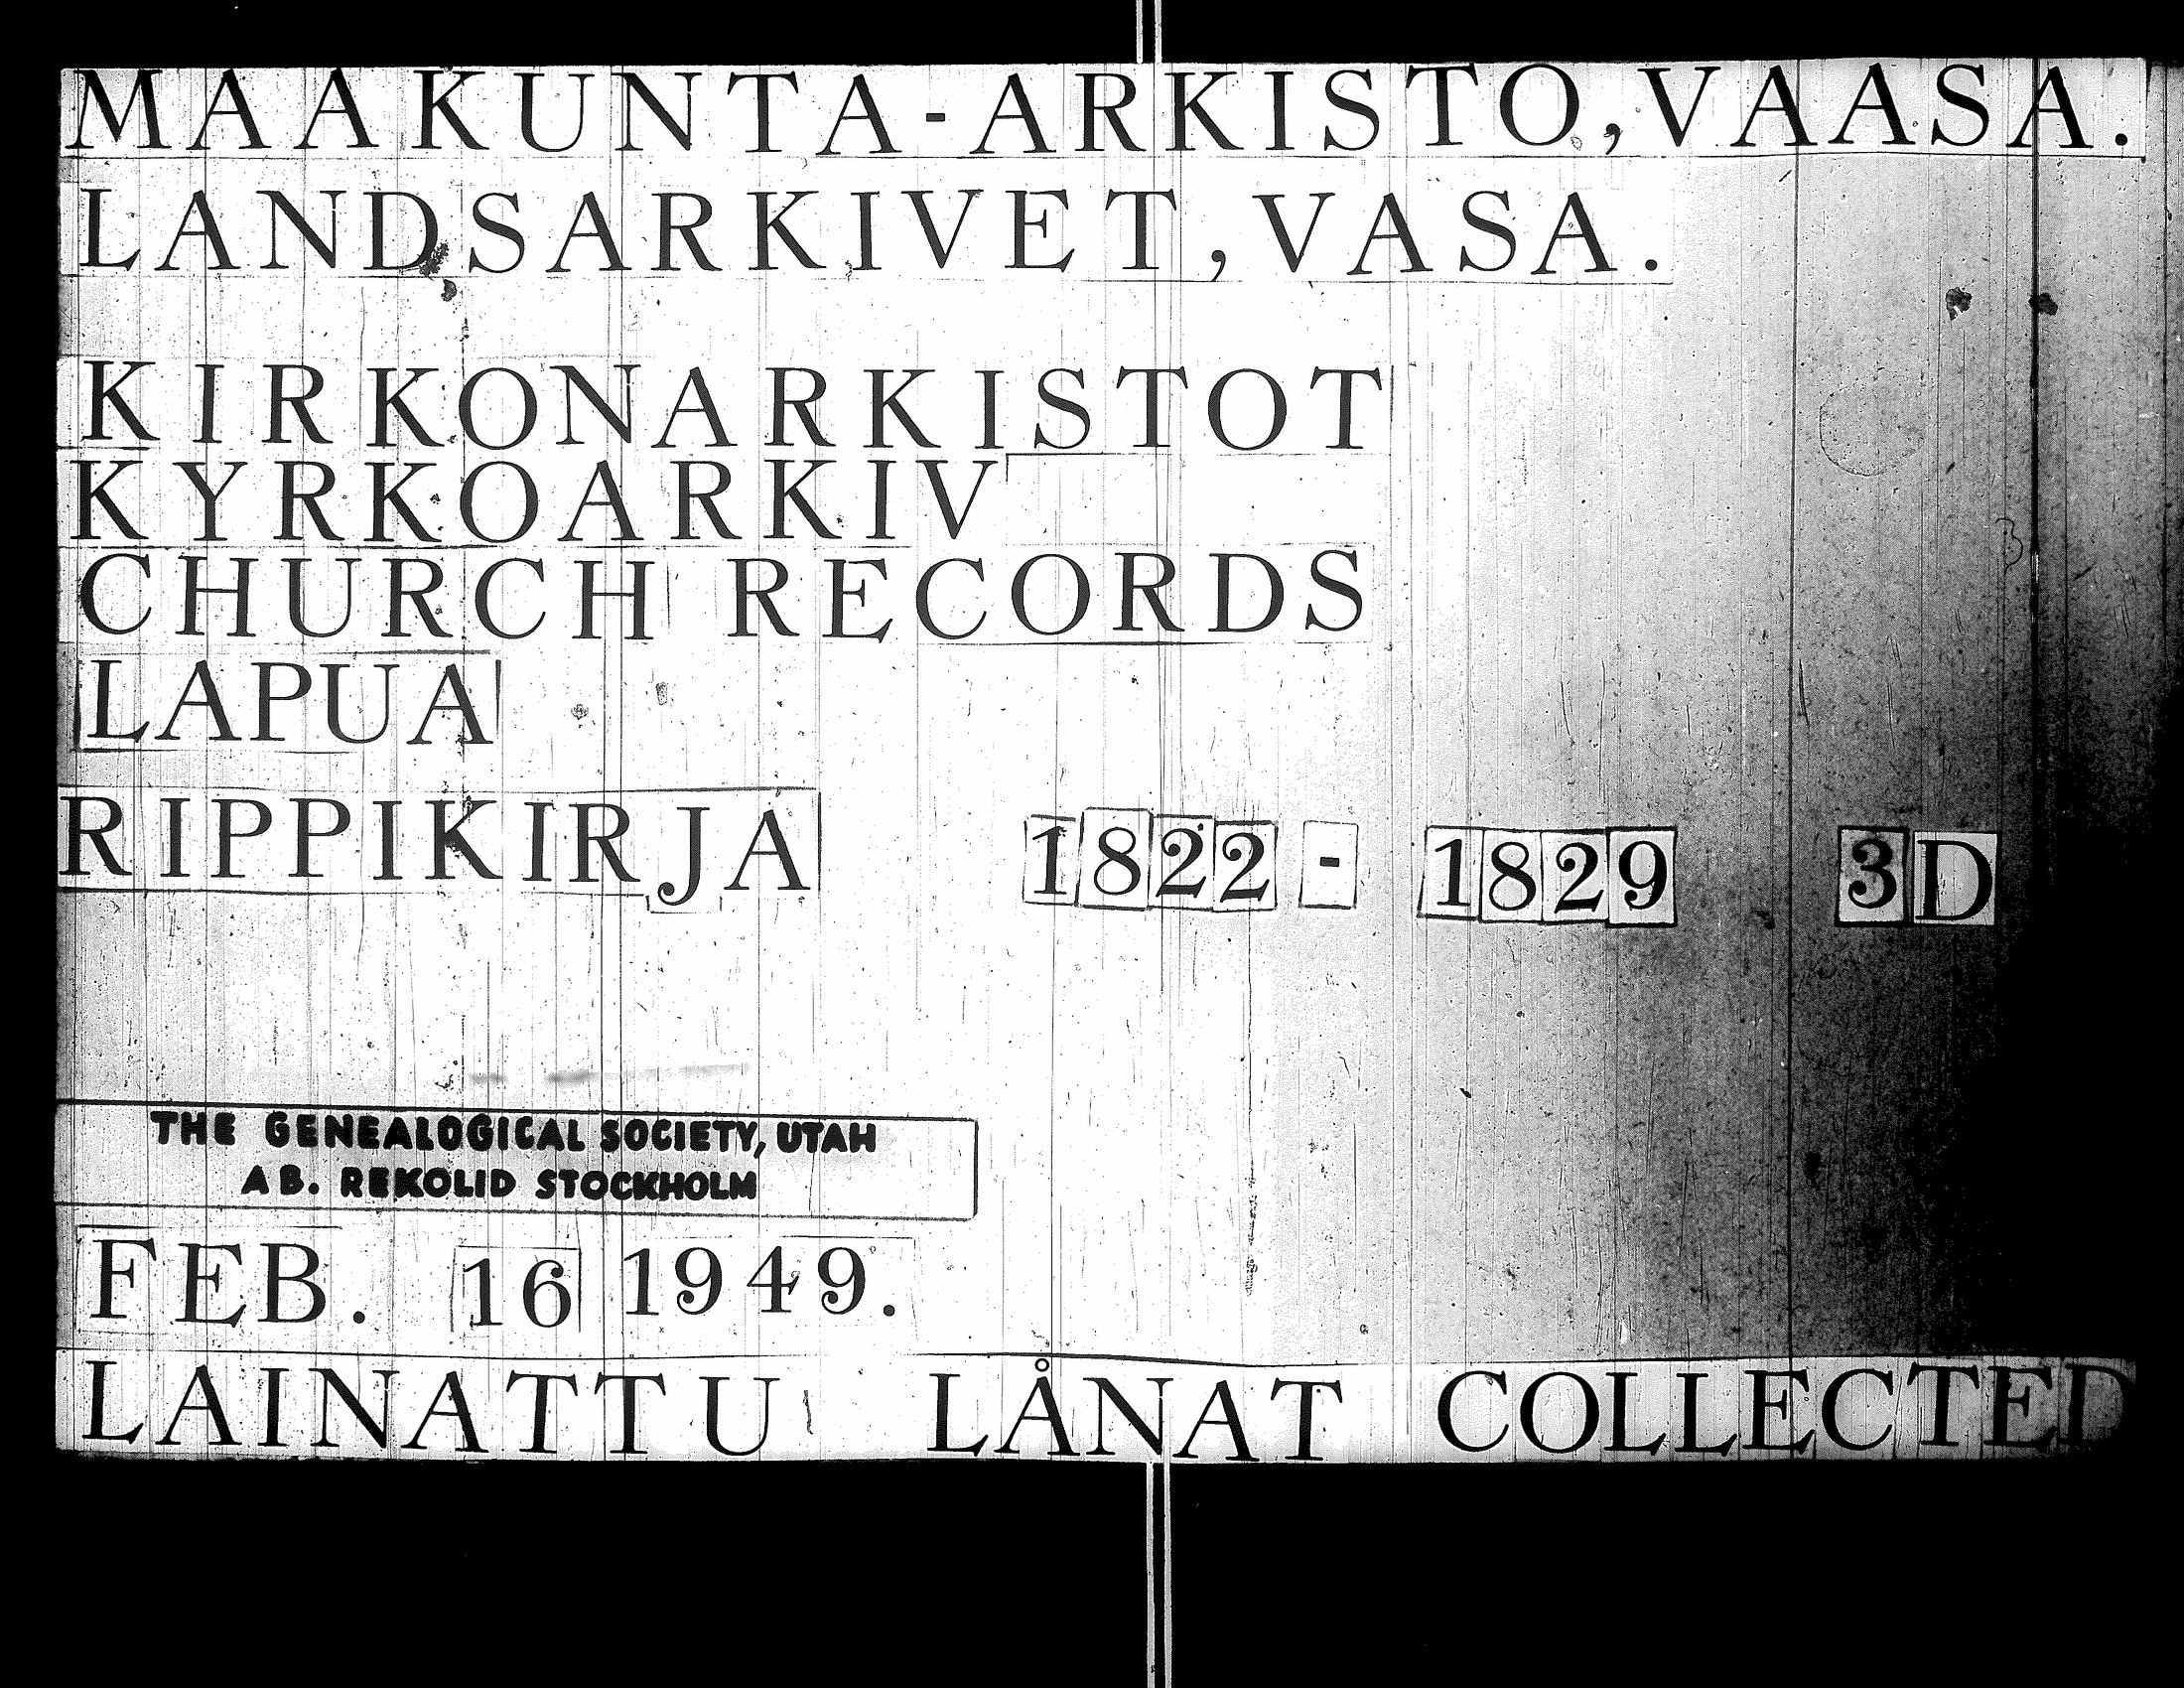 MAAKUNTA-ARKISTO, VAASA.
LANDSARKIVET, VASA.
KIRKONARKISTOT
KYRKOARKIV
CHURCH RECORDS
LAPUA
RIPPIKIRJA 1822 - 1829 3D
THE GENEALOGICAL SOCIETY, UTAH
AB. REKOLID STOCKHOLM
FEB. 16 1949.
LAINATTU LÅNAT COLLECTED